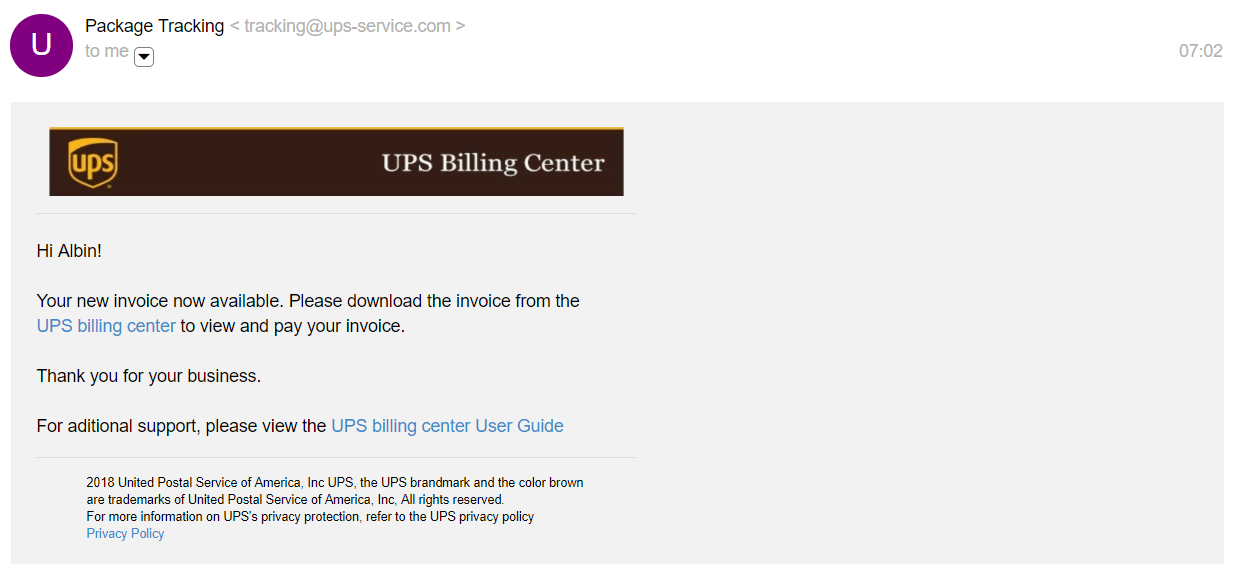 U
Package Tracking < tracking@ups-service.com >
to me
07:02
ups
UPS Billing Center
Hi Albin!
Your new invoice now available. Please download the invoice from the
UPS billing center to view and pay your invoice.
Thank you for your business.
For aditional support, please view the UPS billing center User Guide
2018 United Postal Service of America, Inc UPS, the UPS brandmark and the color brown
are trademarks of United Postal Service of America, Inc, All rights reserved.
For more information on UPS's privacy protection, refer to the UPS privacy policy
Privacy Policy